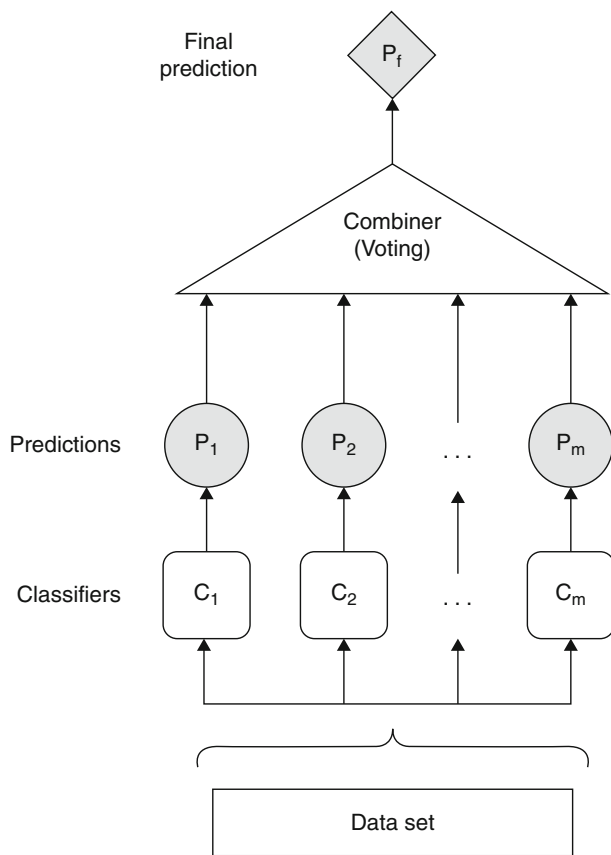 Final
prediction
P_f
Combiner
(Voting)
Predictions
P_1
P_2
. . .
P_m
Classifiers
C_1
C_2
. . .
C_m
Data set